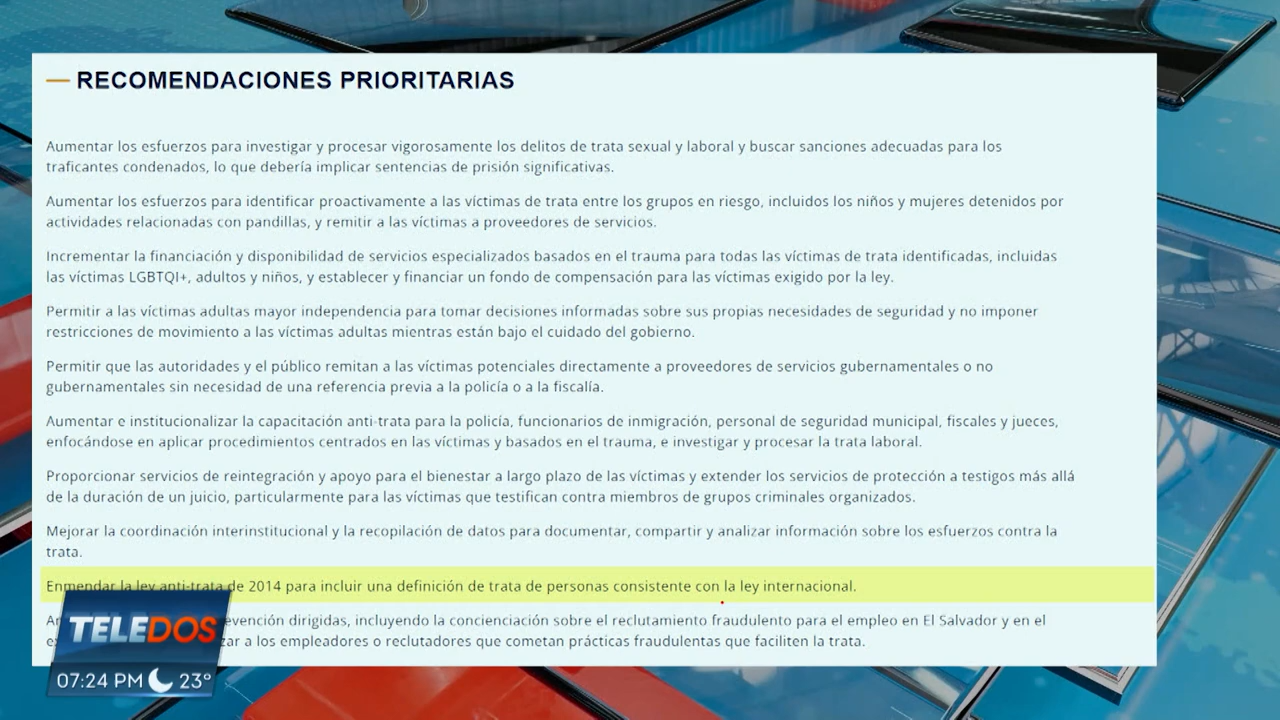 RECOMENDACIONES PRIORITARIAS
Aumentar los esfuerzos para investigar y procesar vigorosamente los delitos de trata sexual y laboral y buscar sanciones adecuadas para los
traficantes condenados, lo que debería implicar sentencias de prisión significativas.
Aumentar los esfuerzos para identificar proactivamente a las víctimas de trata entre los grupos en riesgo, incluidos los niños y mujeres detenidos por
actividades relacionadas con pandillas, y remitir a las víctimas a proveedores de servicios.
Incrementar la financiación y disponibilidad de servicios especializados basados en el trauma para todas las víctimas de trata identificadas, incluidas
las víctimas LGBTQI+, adultos y niños, y establecer y financiar un fondo de compensación para las víctimas exigido por la ley.
Permitir a las víctimas adultas mayor independencia para tomar decisiones informadas sobre sus propias necesidades de seguridad y no imponer
restricciones de movimiento a las víctimas adultas mientras están bajo el cuidado del gobierno.
Permitir que las autoridades y el público remitan a las víctimas potenciales directamente a proveedores de servicios gubernamentales o no
gubernamentales sin necesidad de una referencia previa a la policía o a la fiscalía.
Aumentar e institucionalizar la capacitación anti-trata para la policía, funcionarios de inmigración, personal de seguridad municipal, fiscales y jueces,
enfocándose en aplicar procedimientos centrados en las víctimas y basados en el trauma, e investigar y procesar la trata laboral.
Proporcionar servicios de reintegración y apoyo para el bienestar a largo plazo de las víctimas y extender los servicios de protección a testigos más allá
de la duración de un juicio, particularmente para las víctimas que testifican contra miembros de grupos criminales organizados.
Mejorar la coordinación interinstitucional y la recopilación de datos para documentar, compartir y analizar información sobre los esfuerzos contra la
trata.
Enmendar la ley anti-trata de 2014 para incluir una definición de trata de personas consistente con la ley internacional.
dirigidas, incluyendo la concienciación sobre el reclutamiento fraudulento para el empleo en El Salvador y en el
a los empleadores o reclutadores que cometan prácticas fraudulentas que faciliten la trata.
TELEDOS
07:24 PM 23°